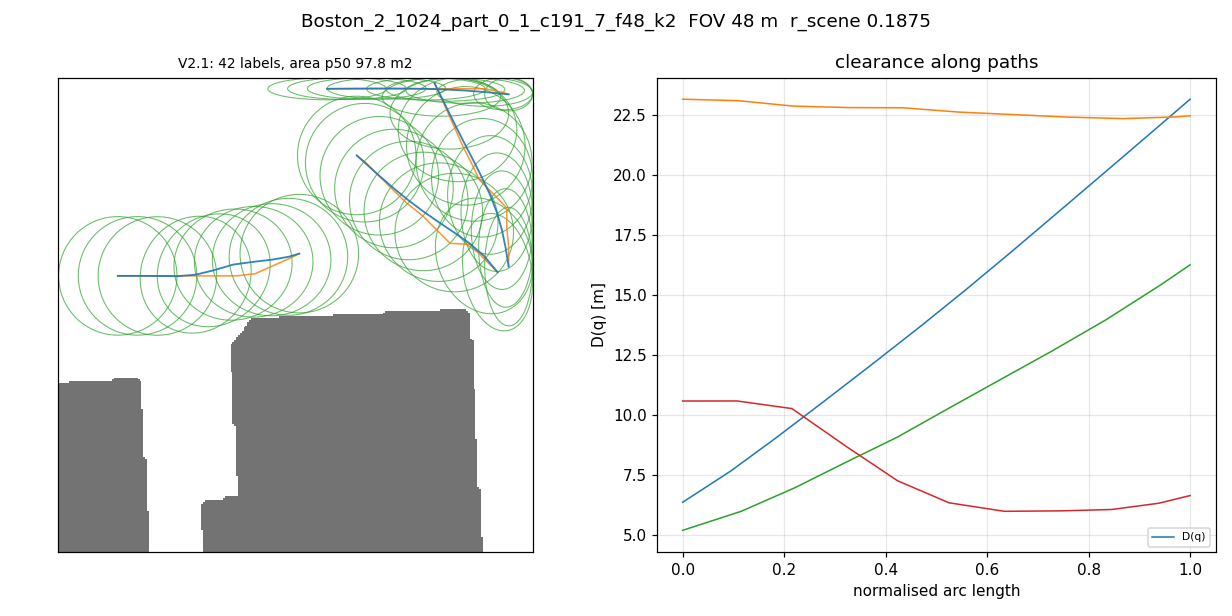 Boston_2_1024_part_0_1_c191_7_f48_k2  FOV 48 m  r_scene 0.1875
V2.1: 42 labels, area p50 97.8 m2
clearance along paths
D(q) [m]
22.5
20.0
17.5
15.0
12.5
10.0
7.5
5.0
D(q)
0.0 0.2 0.4 0.6 0.8 1.0
normalised arc length